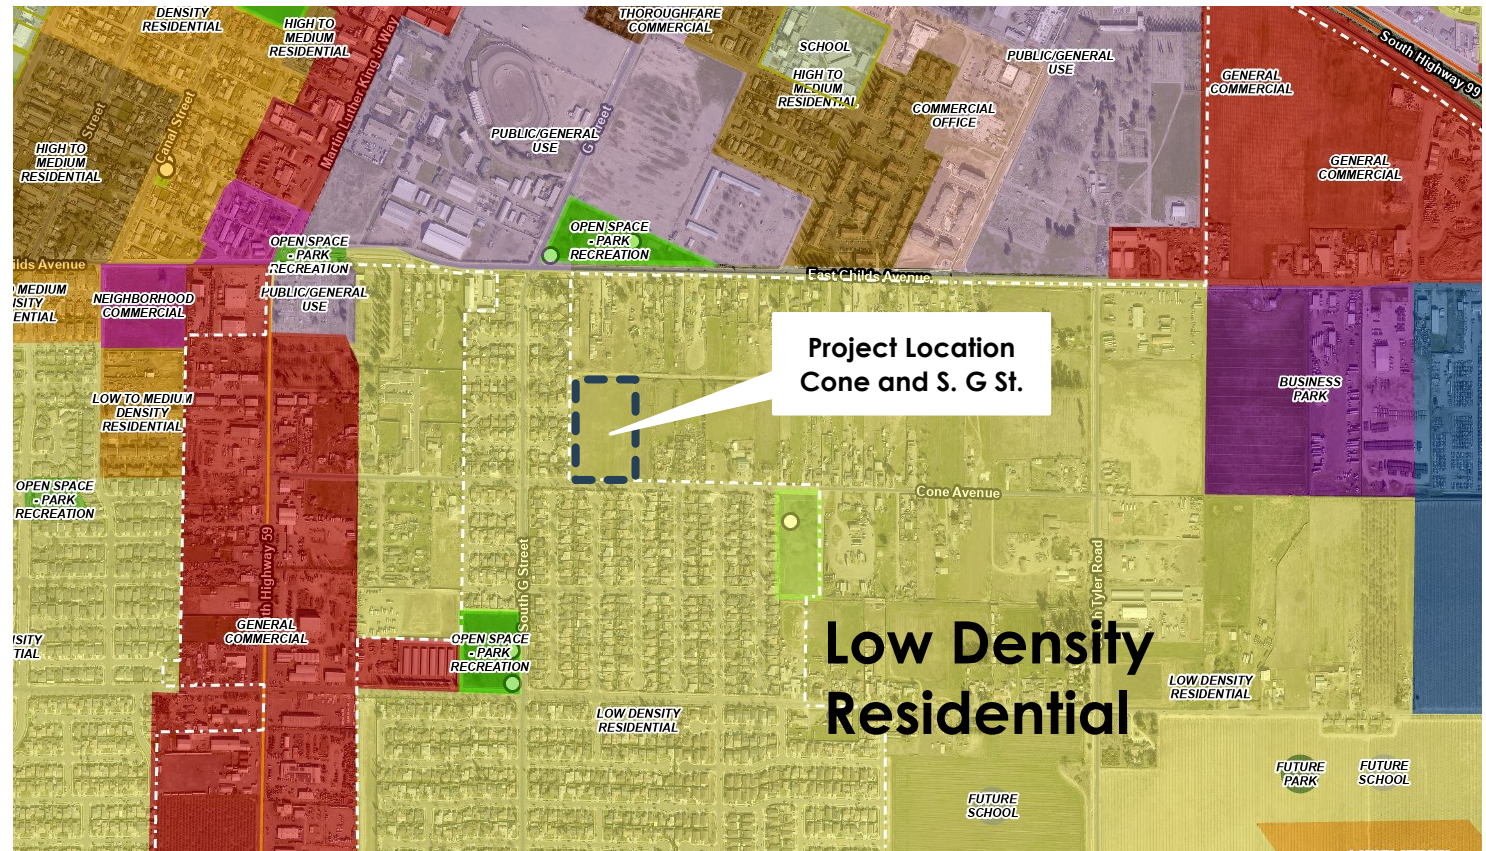 DENSITY
RESIDENTIAL
HIGH TO
MEDIUM
RESIDENTIAL
THOROUGHFARE
COMMERCIAL
SCHOOL
HIGH TO
MEDIUM
RESIDENTIAL
PUBLIC/GENERAL
USE
South Highway 99
GENERAL
COMMERCIAL
COMMERCIAL
OFFICE
Martin Luther King Jr Way
Canal Street
Street
G Street
PUBLIC/GENERAL
USE
HIGH TO
MEDIUM
RESIDENTIAL
GENERAL
COMMERCIAL
OPEN SPACE
- PARK
RECREATION
OPEN SPACE
- PARK
RECREATION
ilds Avenue
East Childs Avenue
O MEDIUM
ISITY
ENTIAL
NEIGHBORHOOD
COMMERCIAL
PUBLIC/GENERAL
USE
Project Location
Cone and S. G St.
BUSINESS
PARK
LOW TO MEDIUM
DENSITY
RESIDENTIAL
OPEN SPACE
- PARK
RECREATION
Cone Avenue
th Highway 59
South G Street
th Tyler Road
GENERAL
COMMERCIAL
ISITY
TIAL
OPEN SPACE
- PARK
RECREATION
Low Density
Residential
LOW DENSITY
RESIDENTIAL
LOW DENSITY
RESIDENTIAL
FUTURE
PARK
FUTURE
SCHOOL
FUTURE
SCHOOL